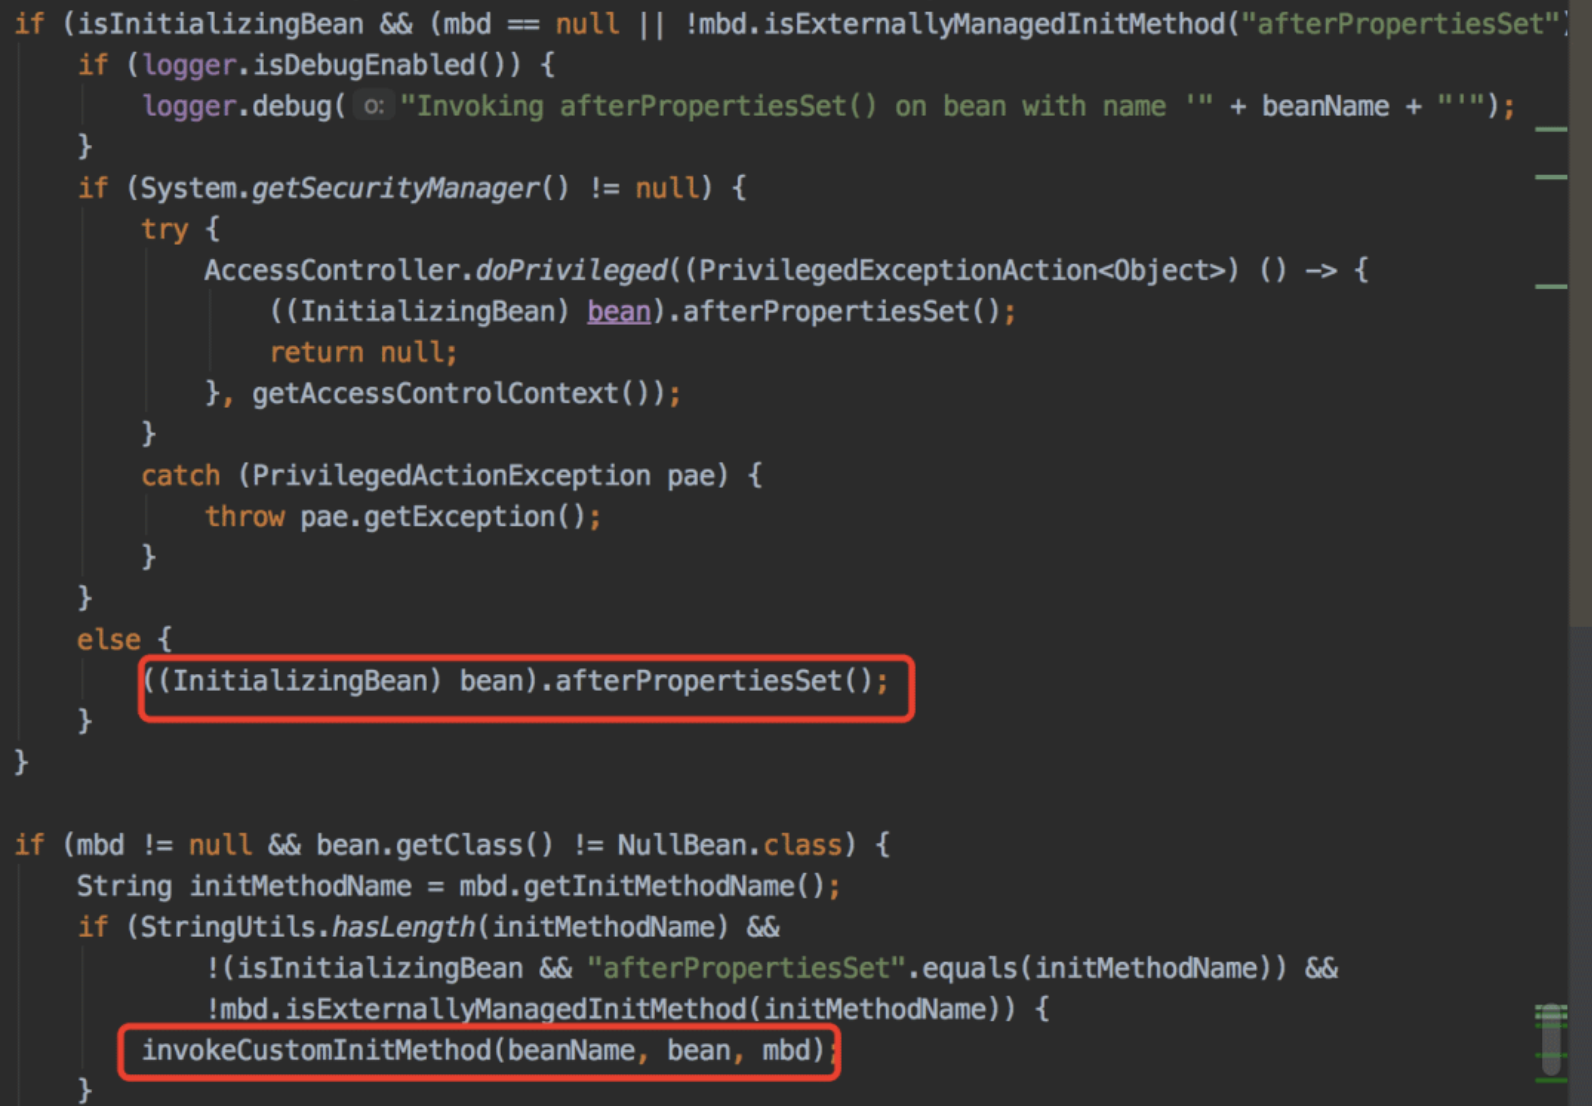 if (isInitializingBean && (mbd == null || !mbd.isExternallyManagedInitMethod("afterPropertiesSet")
if (logger.isDebugEnabled()) {
logger.debug( o: "Invoking afterPropertiesSet() on bean with name '" + beanName + "'");
}
if (System.getSecurityManager() != null) {
try {
AccessController.doPrivileged((PrivilegedExceptionAction<Object>) () -> {
((InitializingBean) bean).afterPropertiesSet();
return null;
}, getAccessControlContext());
}
catch (PrivilegedActionException pae) {
throw pae.getException();
}
}
else {
((InitializingBean) bean).afterPropertiesSet();
}
}
if (mbd != null && bean.getClass() != NullBean.class) {
String initMethodName = mbd.getInitMethodName();
if (StringUtils.hasLength(initMethodName) &&
!(isInitializingBean && "afterPropertiesSet".equals(initMethodName)) &&
!mbd.isExternallyManagedInitMethod(initMethodName)) {
invokeCustomInitMethod(beanName, bean, mbd);
}